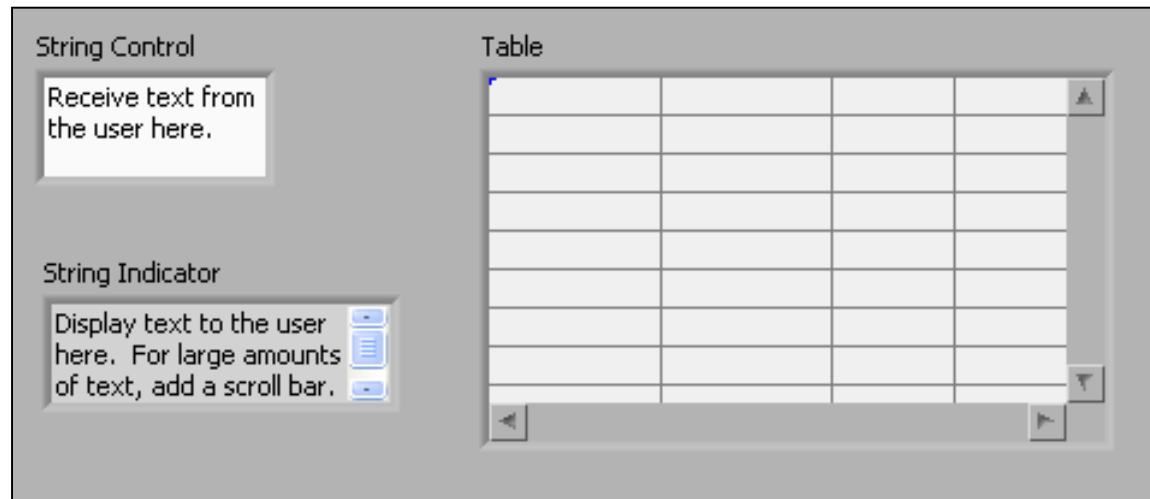 String Control
Receive text from
the user here.
String Indicator
Display text to the user
here.  For large amounts
of text, add a scroll bar.
Table